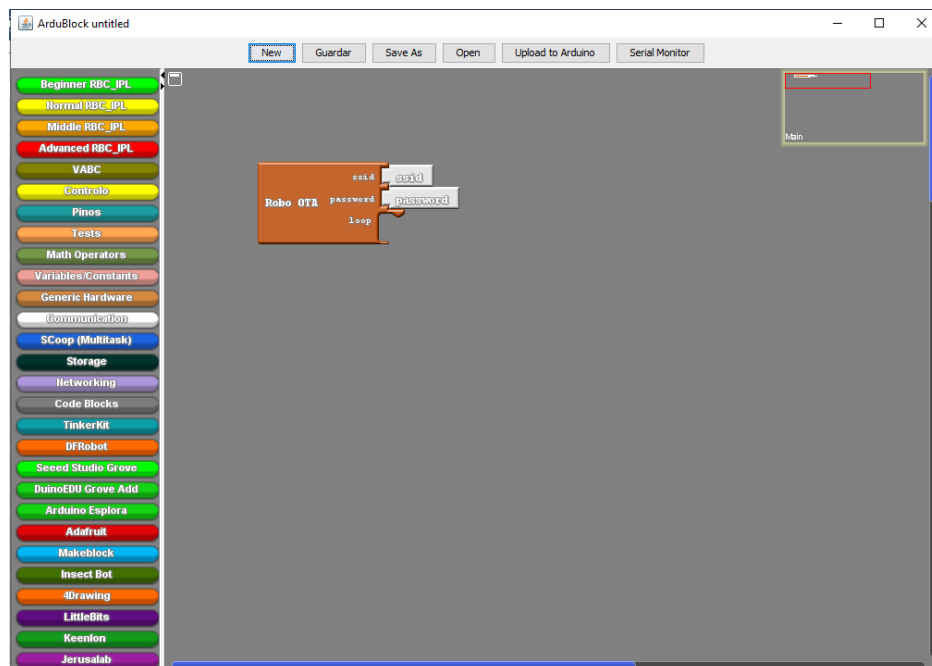 ArduBlock untitled
New Guardar Save As Open Upload to Arduino Serial Monitor
Beginner RBC_IPL
Normal RBC_IPL
Middle RBC_IPL
Advanced RBC_IPL
VABC
Controlo
Pinos
Tests
Math Operators
Variables/Constants
Generic Hardware
Communication
SCoop (Multitask)
Storage
Networking
Code Blocks
TinkerKit
DFRobot
Seeed Studio Grove
DuinoEDU Grove Add
Arduino Esplora
Adafruit
Makeblock
Insect Bot
4Drawing
LittleBits
Keenlon
Jerusalab
ssid ssid
Robo OTA password password
loop
Main